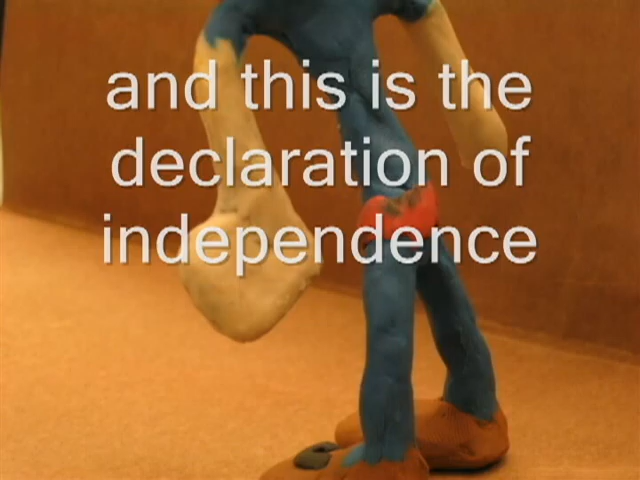 and this is the
declaration of
independence